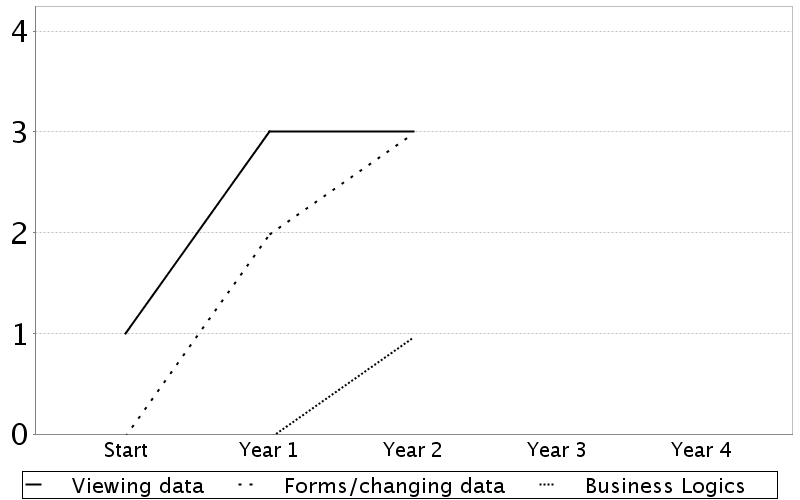 4
3
2
1
0
Start Year 1 Year 2 Year 3 Year 4
Viewing data Forms/changing data Business Logics